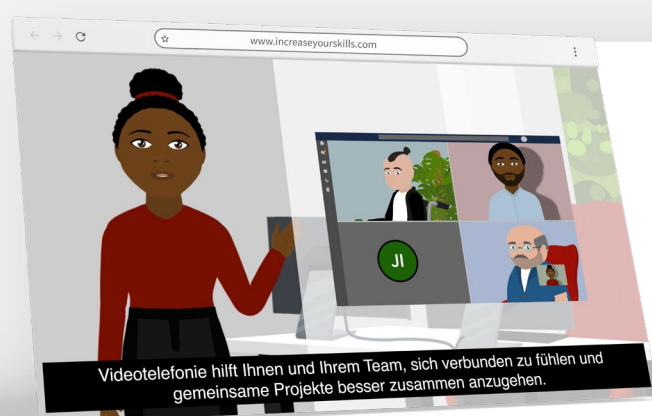 www.increaseyourskills.com
JI
Videotelefonie hilft Ihnen und Ihrem Team, sich verbunden zu fühlen und
gemeinsame Projekte besser zusammen anzugehen.